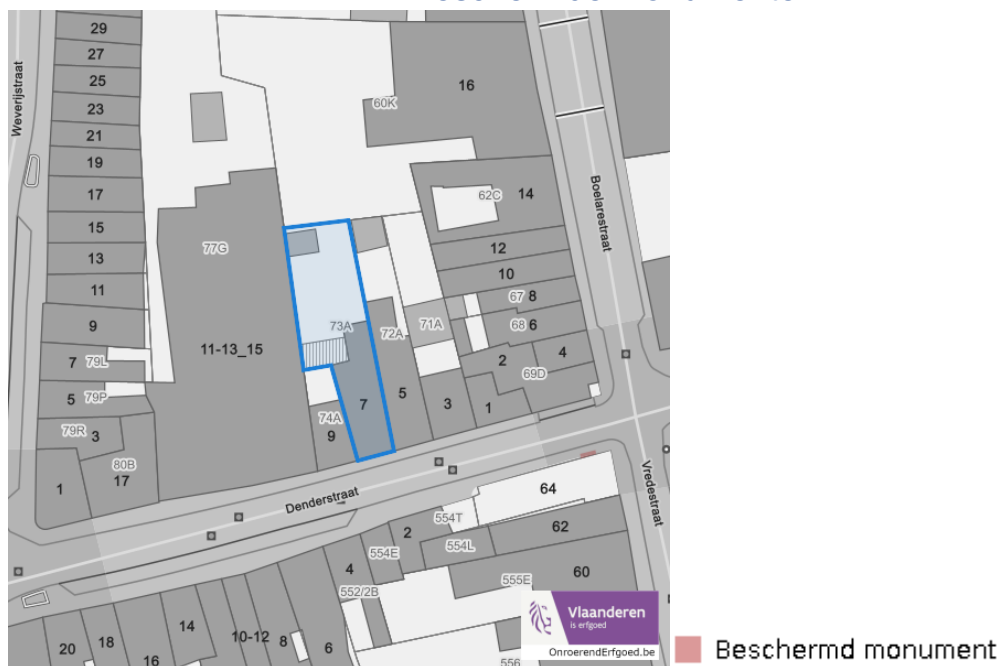 29
27
25
23
21
19
17
15
13
11
9
7 79L
5 79P
79R 3
1
80B
17
Weverijstraat
77G
11-13_15
60K
16
62C
14
12
10
67 8
68 6
2
4
69D
1
Boelarestraat
73A
72A
71A
7
5
3
74A
9
Denderstraat
Vredestraat
64
554T
2
554L
62
554E
4
552/2B
555E
60
556
20
18
16
14
10-12
8
6
Vlaanderen
is erfgoed
OnroerendErfgoed.be
Beschermd monument